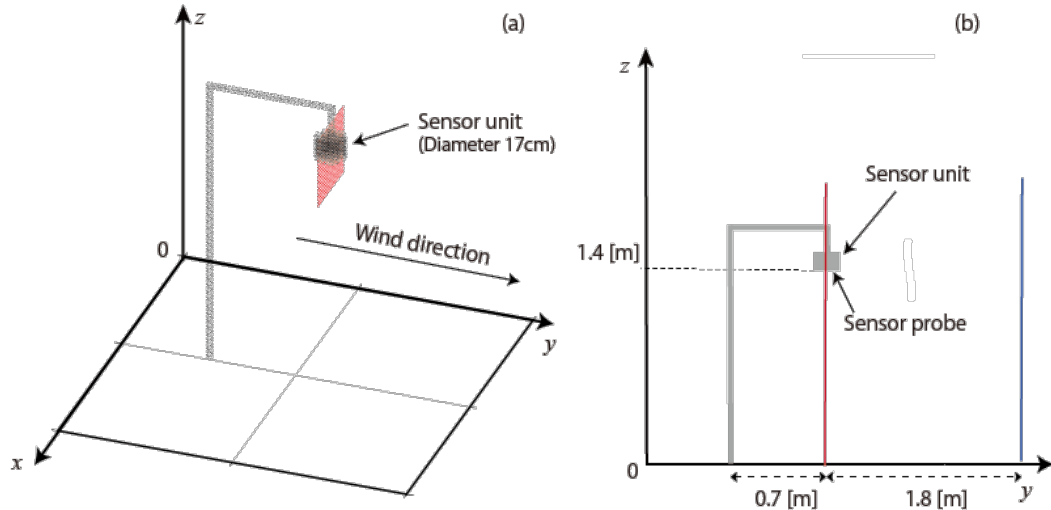 z
(a)
Sensor unit
(Diameter 17cm)
0
Wind direction
y
x
(b)
z
Sensor unit
1.4 [m]
Sensor probe
0
0.7 [m]
1.8 [m]
y